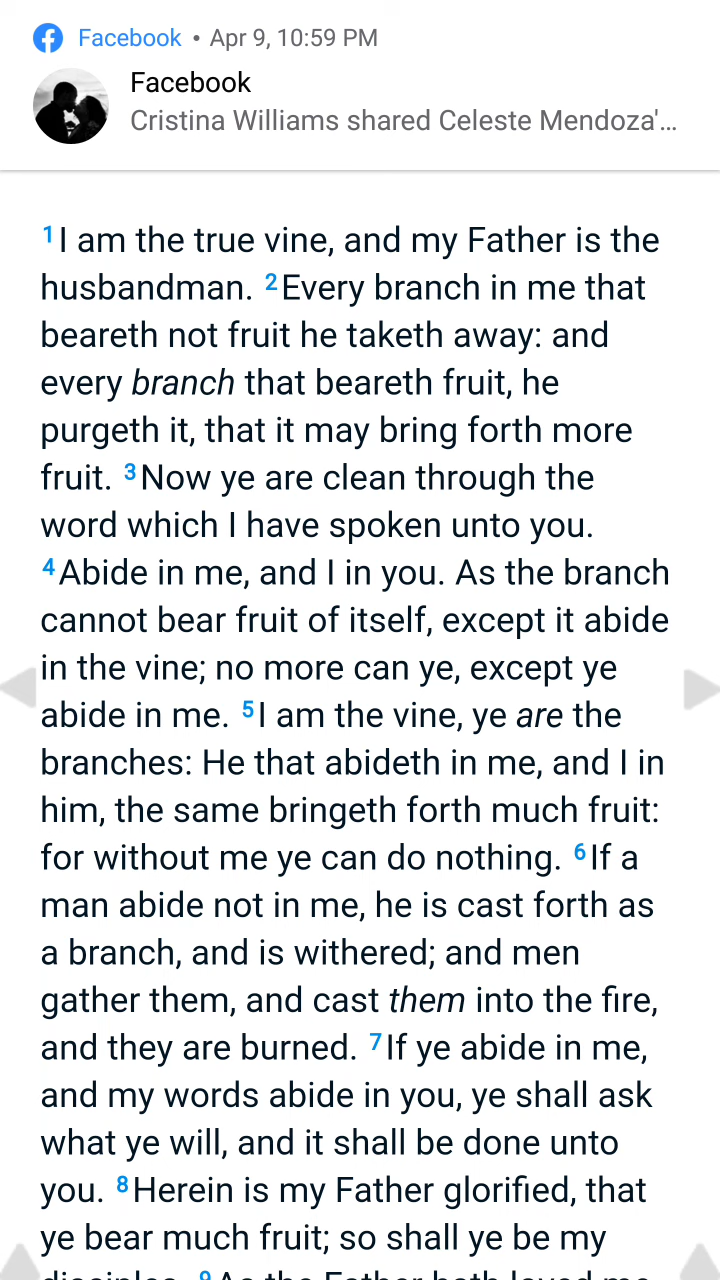 Facebook • Apr 9, 10:59 PM
Facebook
Cristina Williams shared Celeste Mendoza'...
1 I am the true vine, and my Father is the
husbandman. 2 Every branch in me that
beareth not fruit he taketh away: and
every branch that beareth fruit, he
purgeth it, that it may bring forth more
fruit. 3 Now ye are clean through the
word which I have spoken unto you.
4 Abide in me, and I in you. As the branch
cannot bear fruit of itself, except it abide
in the vine; no more can ye, except ye
abide in me. 5 I am the vine, ye are the
branches: He that abideth in me, and I in
him, the same bringeth forth much fruit:
for without me ye can do nothing. 6 If a
man abide not in me, he is cast forth as
a branch, and is withered; and men
gather them, and cast them into the fire,
and they are burned. 7 If ye abide in me,
and my words abide in you, ye shall ask
what ye will, and it shall be done unto
you. 8 Herein is my Father glorified, that
ye bear much fruit; so shall ye be my
disciples. 9 As the Father hath loved me